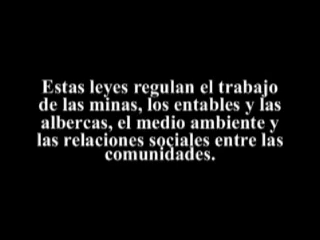 Estas leyes regulan el trabajo
de las minas, los entables y las
albercas, el medio ambiente y
las relaciones sociales entre las
comunidades.